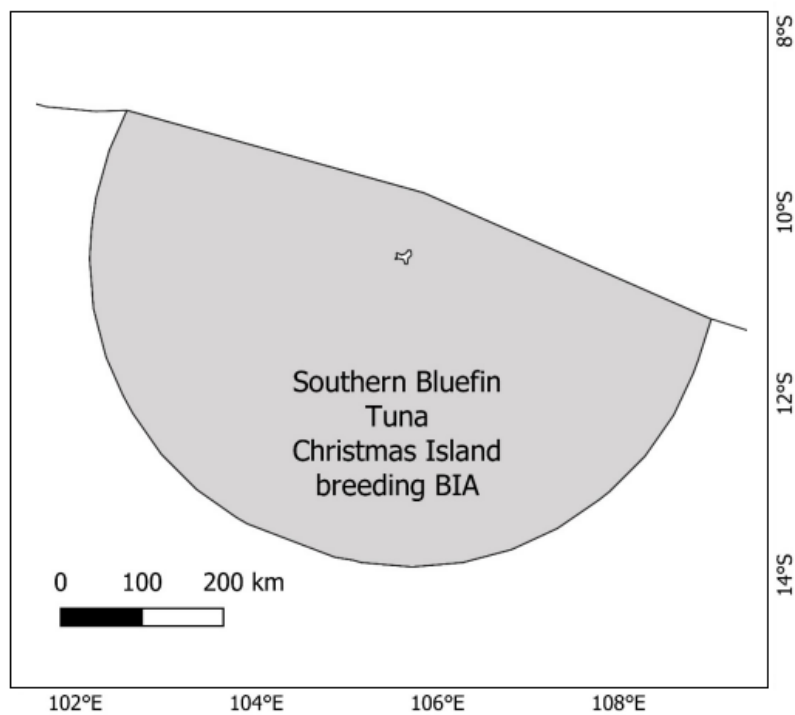 8°S
10°S
Southern Bluefin
Tuna
Christmas Island
breeding BIA
12°S
0 100 200 km
14°S
102°E 104°E 106°E 108°E